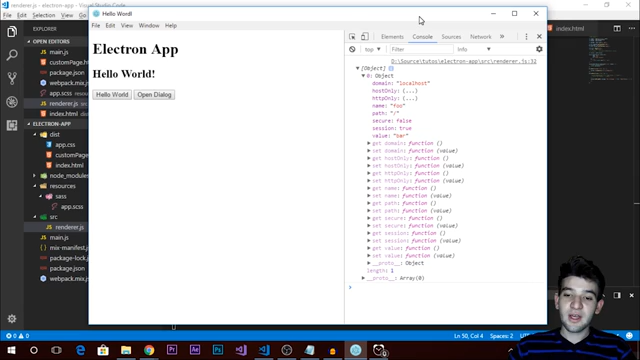 renderer.js - el
File Edit Selection
Hello Word!
File Edit View Window Help
index.html
EXPLORER
OPEN EDITORS
main.js
customPage
package.json
webpack.mix
app.scss
renderer.js
index.html
ELECTRON-APP
dist
app.css
customPage
index.html
node_modules
resources
sass
app.scss
src
renderer.js
main.js
mix-manifest.js
package-lock.
package.json
webpack.mix.j
Electron App
Hello World!
Hello World
Open Dialog
Elements Console Sources Network »
top
Filter
Info
D:\Source\tutos\electron-app\src\renderer.js:32
[Object]
0: Object
domain: "localhost"
hostOnly: (...)
httpOnly: (...)
name: "foo"
path: "/"
secure: false
session: true
value: "bar"
get domain: function ()
set domain: function (value)
get hostOnly: function ()
set hostOnly: function (value)
get httpOnly: function ()
set httpOnly: function (value)
get name: function ()
set name: function (value)
get path: function ()
set path: function (value)
get secure: function ()
set secure: function (value)
get session: function ()
set session: function (value)
get value: function ()
set value: function (value)
__proto__: Object
length: 1
__proto__: Array(0)
0 0
Ln 50, Col 4 Spaces: 2